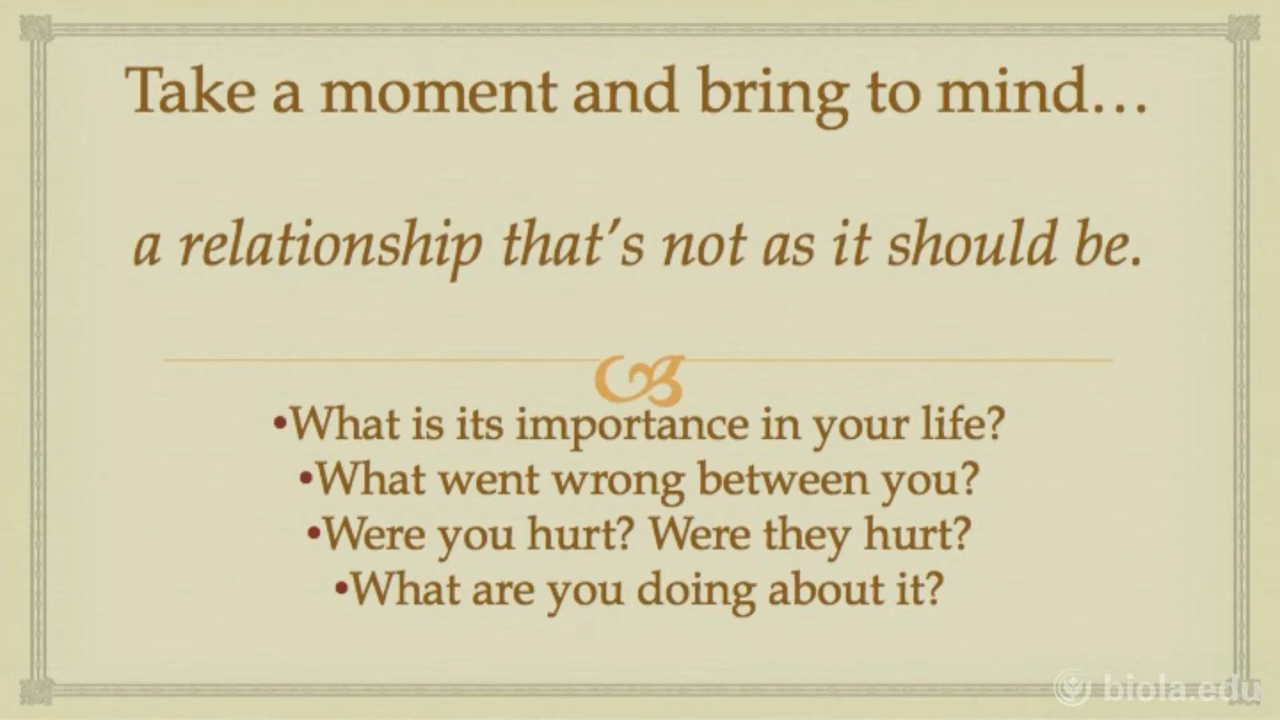 Take a moment and bring to mind…
a relationship that’s not as it should be.
•What is its importance in your life?
•What went wrong between you?
•Were you hurt? Were they hurt?
•What are you doing about it?
biola.edu